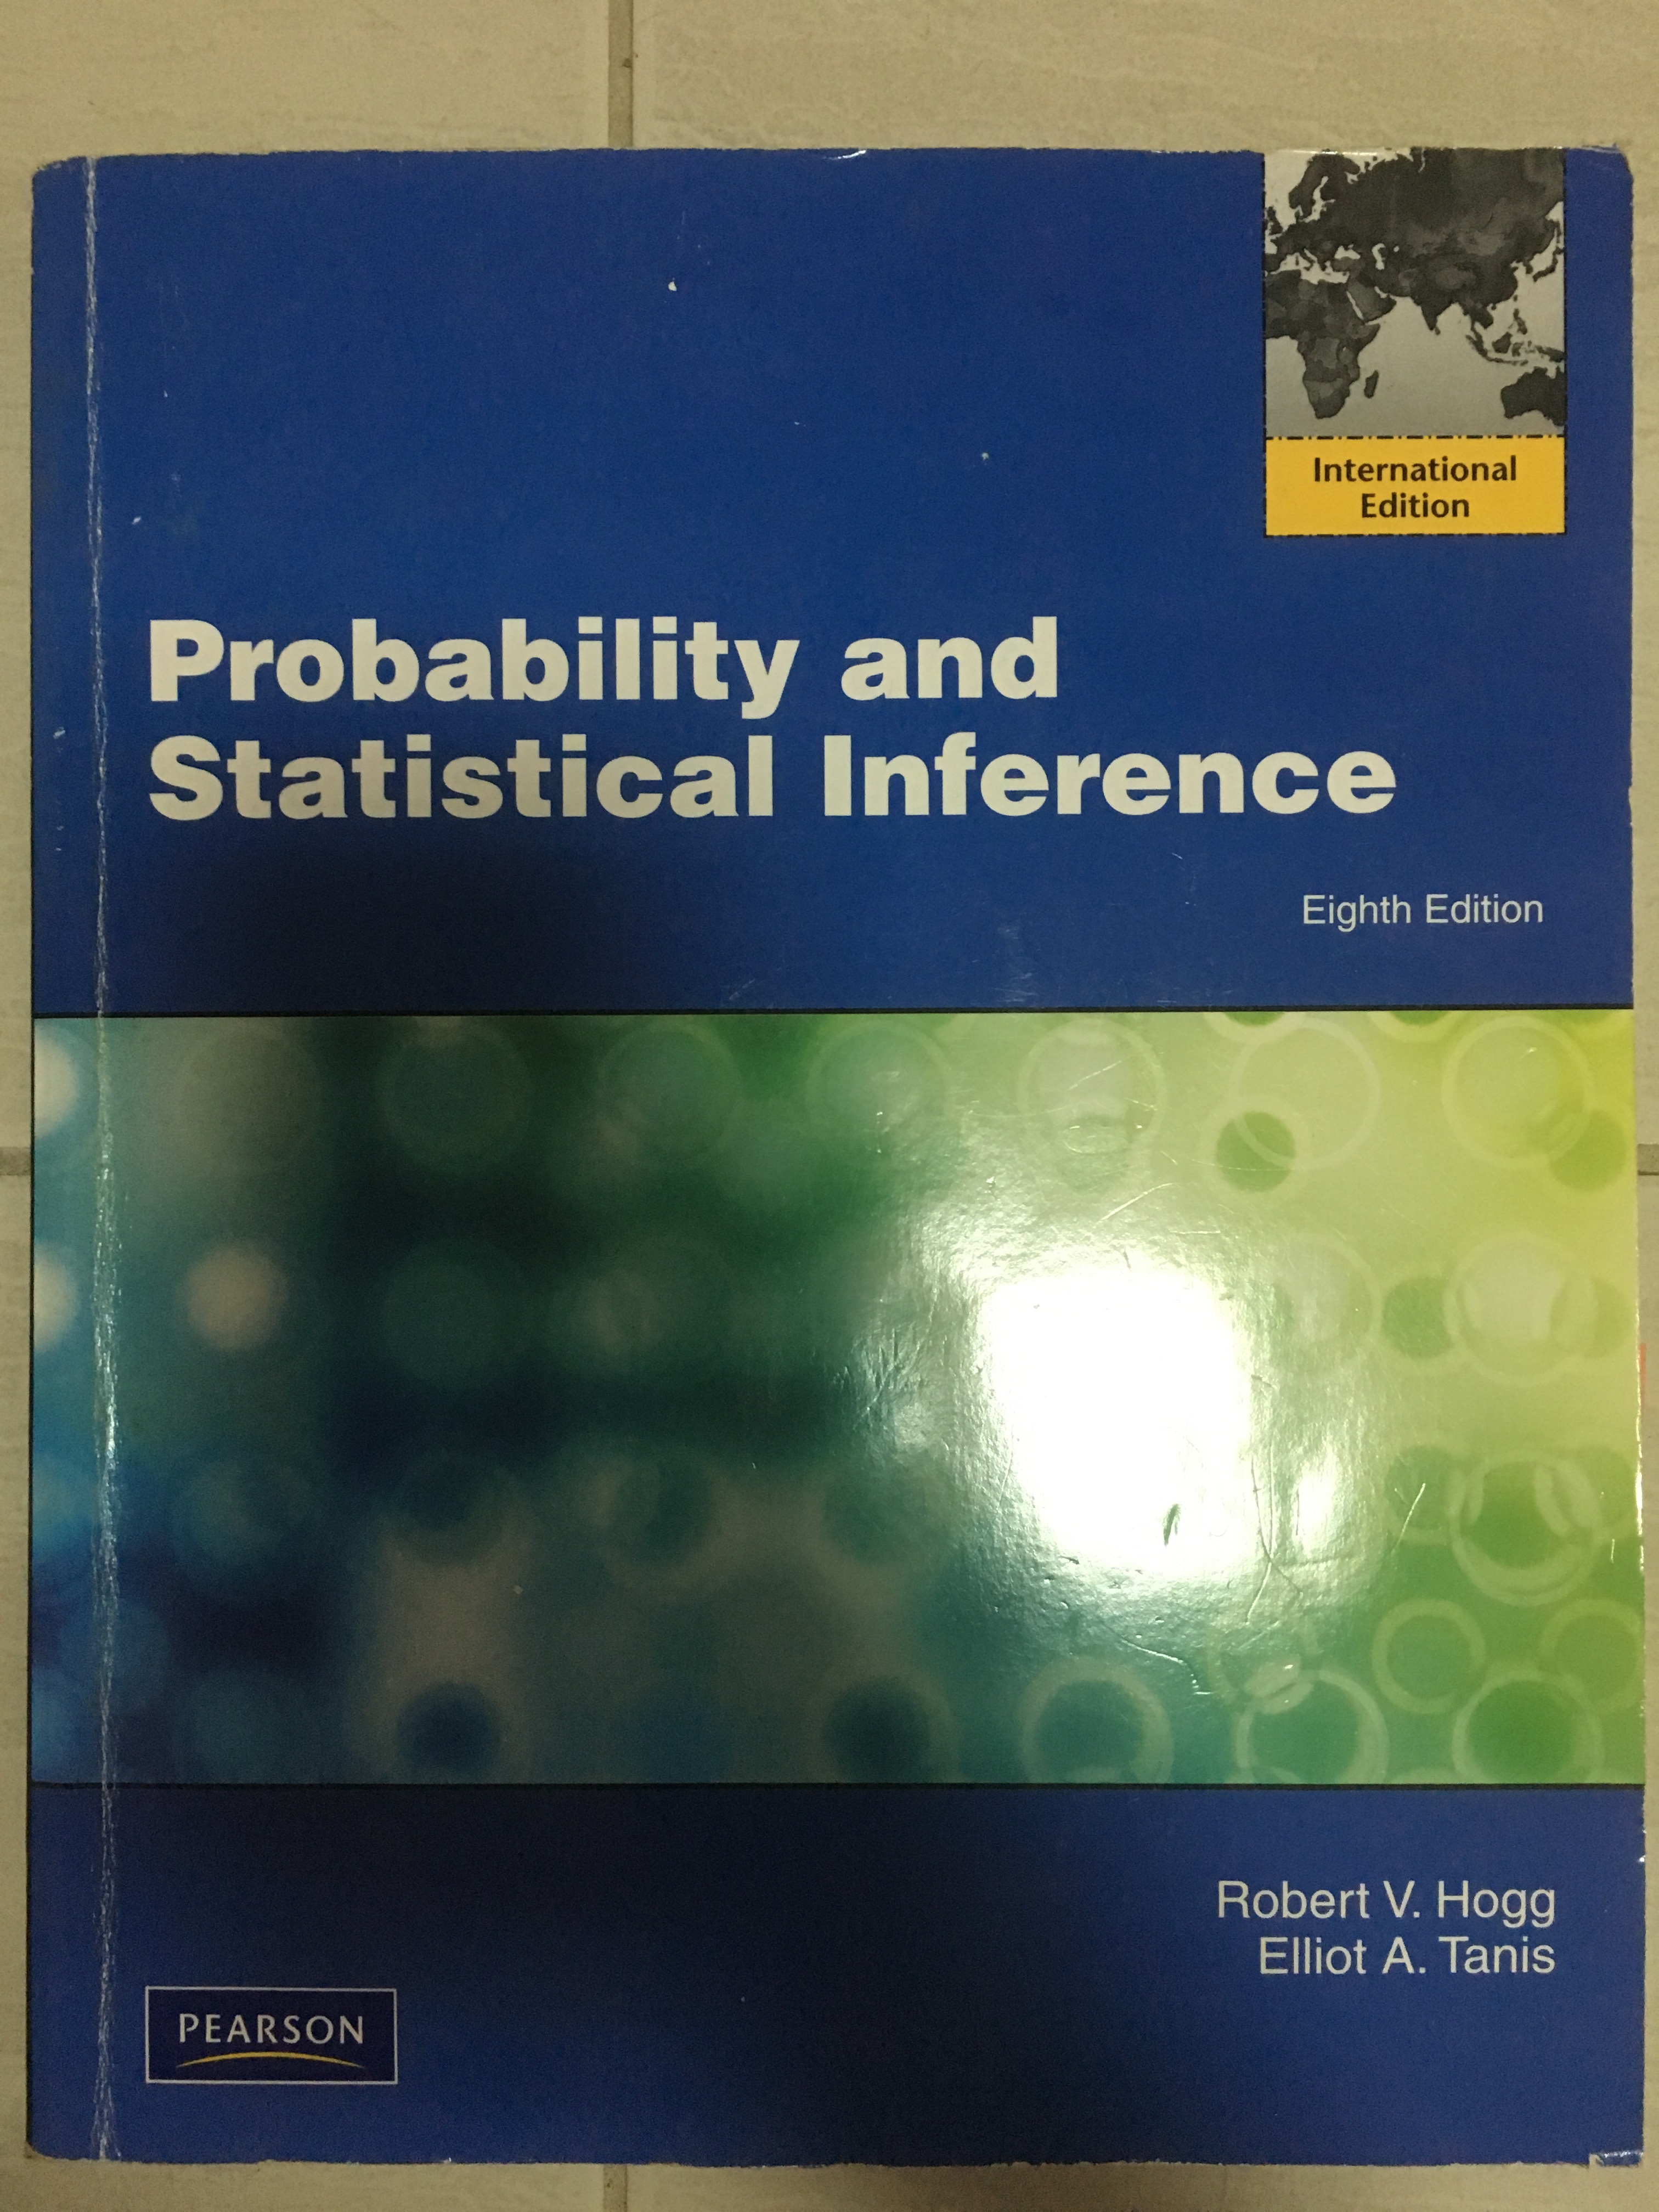 International
Edition
Probability and
Statistical Inference
Eighth Edition
Robert V. Hogg
Elliot A. Tanis
PEARSON